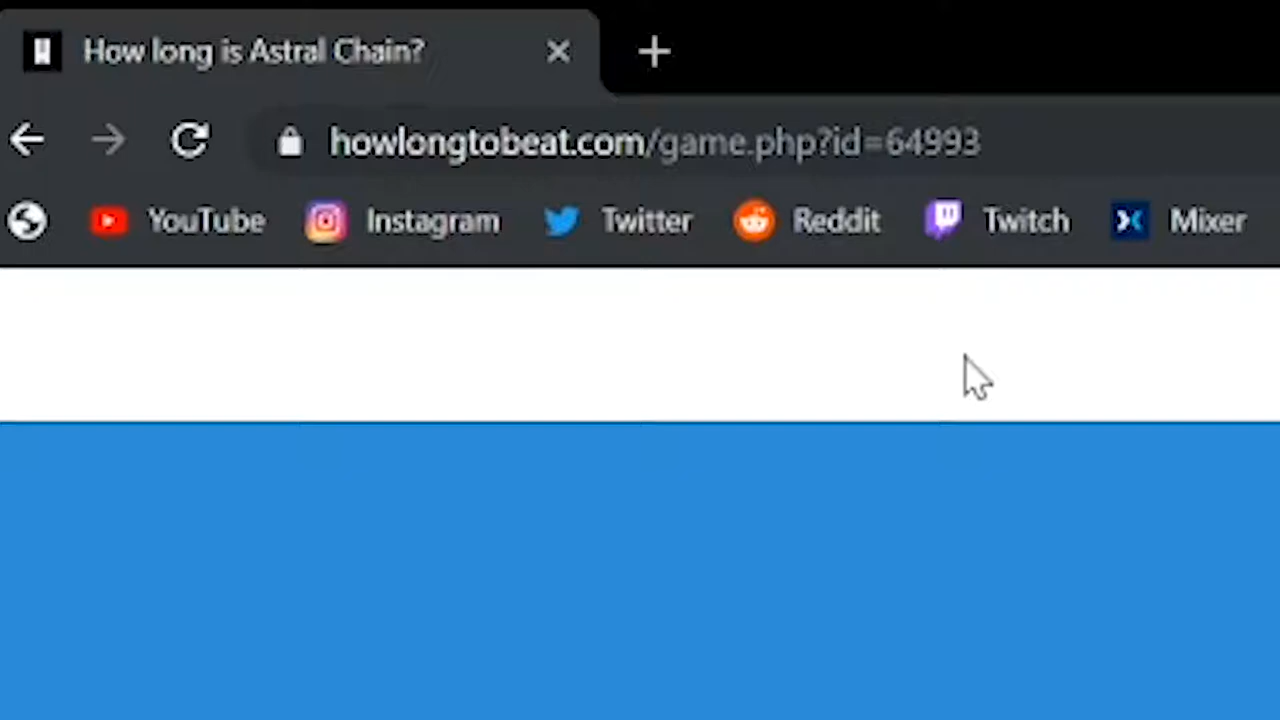 How long is Astral Chain?
howlongtobeat.com/game.php?id=64993
YouTube Instagram Twitter Reddit Twitch Mixer